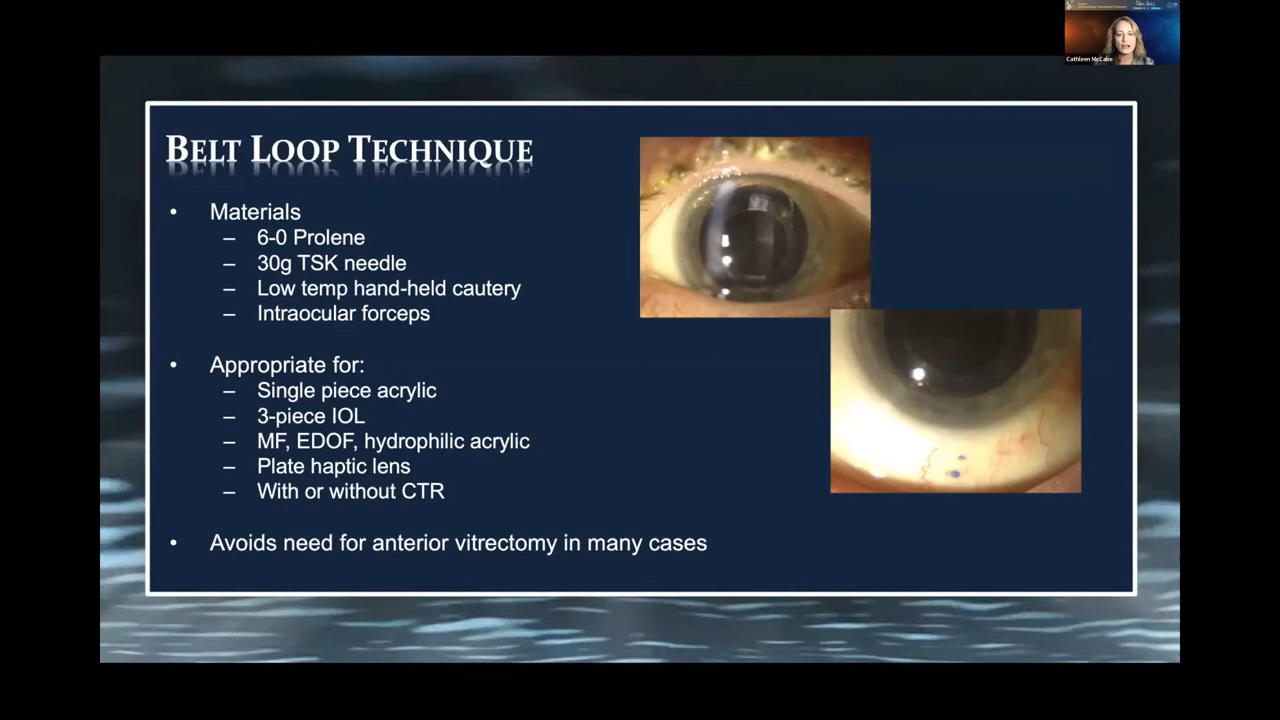 BELT LOOP TECHNIQUE
• Materials
– 6-0 Prolene
– 30g TSK needle
– Low temp hand-held cautery
– Intraocular forceps
• Appropriate for:
– Single piece acrylic
– 3-piece IOL
– MF, EDOF, hydrophilic acrylic
– Plate haptic lens
– With or without CTR
• Avoids need for anterior vitrectomy in many cases
Cathleen McCabe